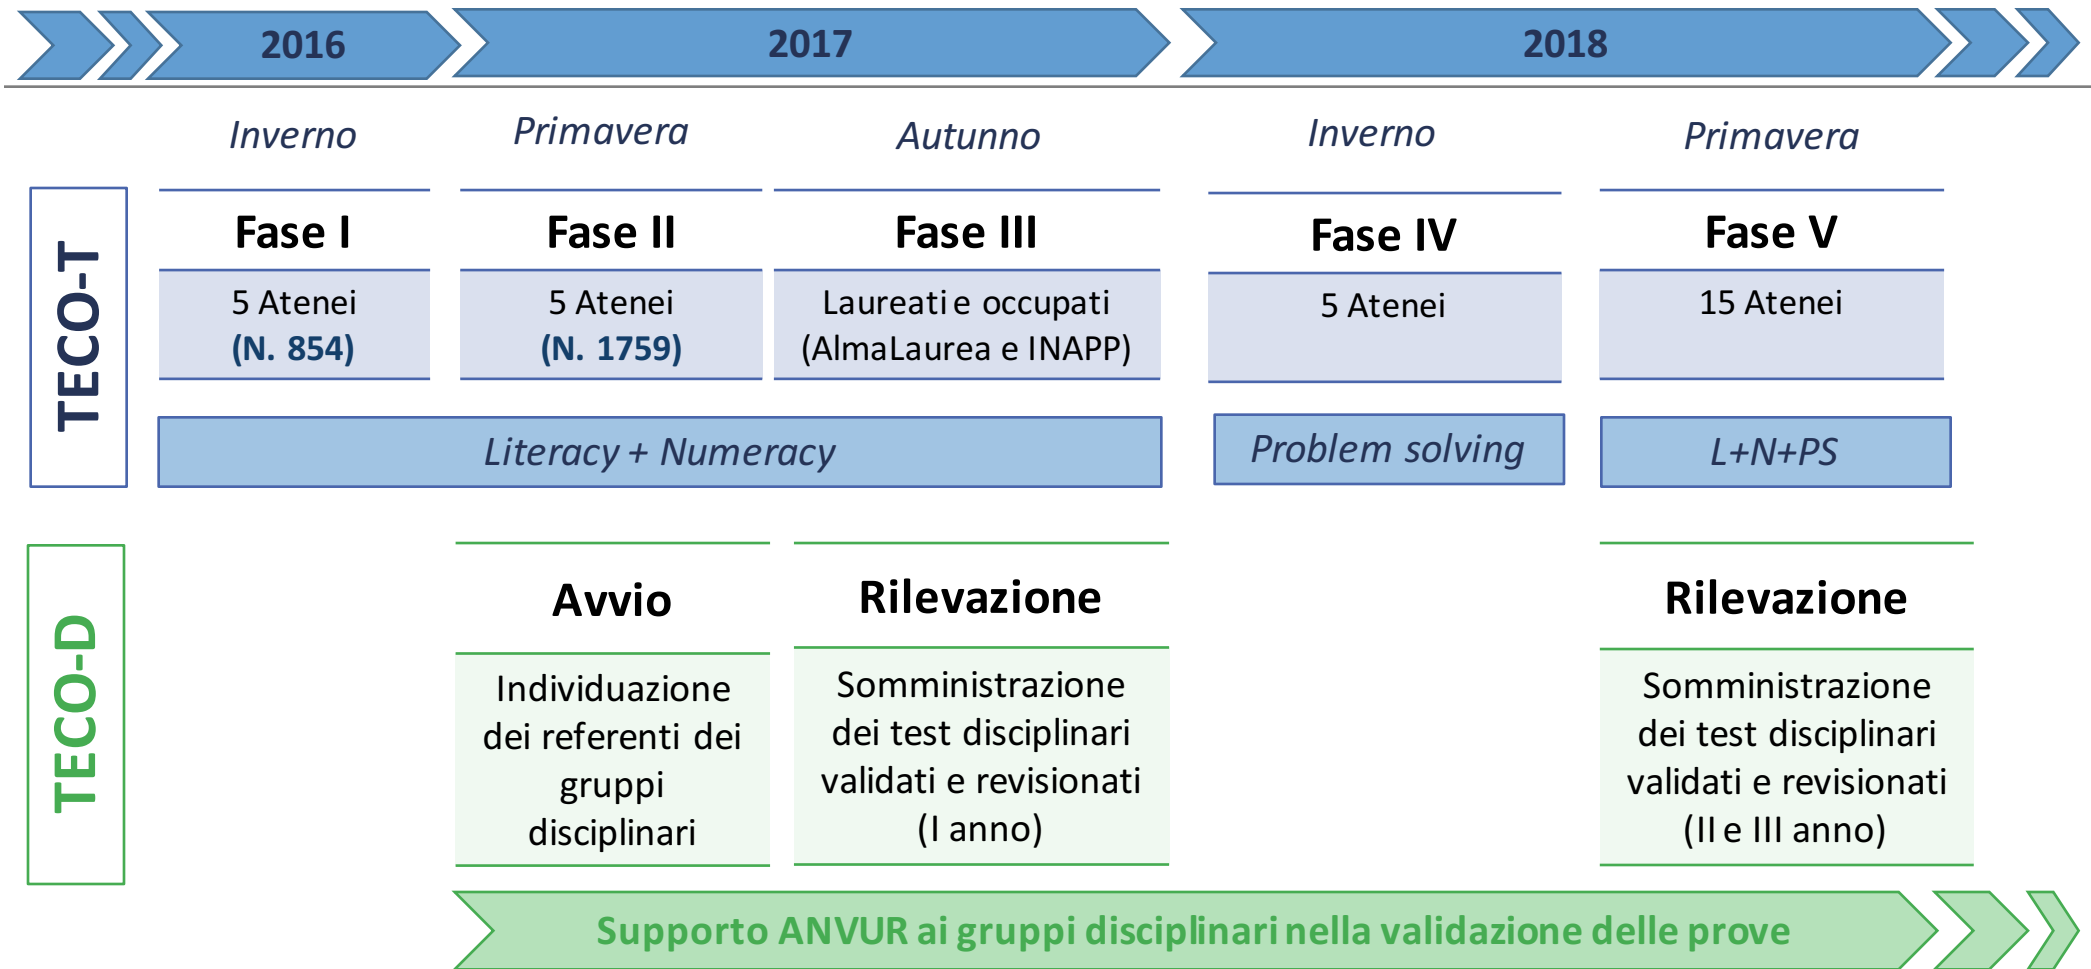 2016
2017
2018
Inverno
Primavera
Autunno
Inverno
Primavera
TECO-T
Fase I
5 Atenei
(N. 854)
Fase II
5 Atenei
(N. 1759)
Fase III
Laureati e occupati
(AlmaLaurea e INAPP)
Fase IV
5 Atenei
Fase V
15 Atenei
Literacy + Numeracy
Problem solving
L+N+PS
TECO-D
Avvio
Individuazione
dei referenti dei
gruppi
disciplinari
Rilevazione
Somministrazione
dei test disciplinari
validati e revisionati
(I anno)
Rilevazione
Somministrazione
dei test disciplinari
validati e revisionati
(II e III anno)
Supporto ANVUR ai gruppi disciplinari nella validazione delle prove